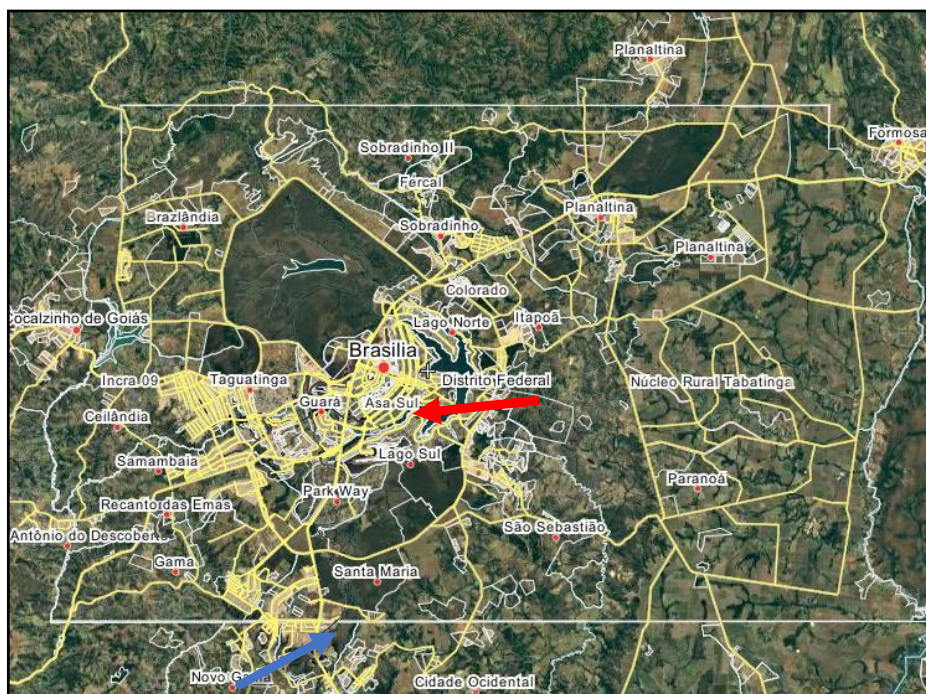 Planaltina
Formosa
Sobradinho II
Fercal
Brazlândia
Planaltina
Sobradinho
Planaltina
Colorado
Cocalzinho de Goiás
Lago Norte
Itapoã
Brasilia
Incra 09
Taguatinga
Distrito Federal
Núcleo Rural Tabatinga
Guará
Asa Sul
Ceilândia
Samambaia
Lago Sul
Park Way
Paranoá
Recanto das Emas
São Sebastião
Antônio do Descoberto
Gama
Santa Maria
Novo Gama
Cidade Ocidental